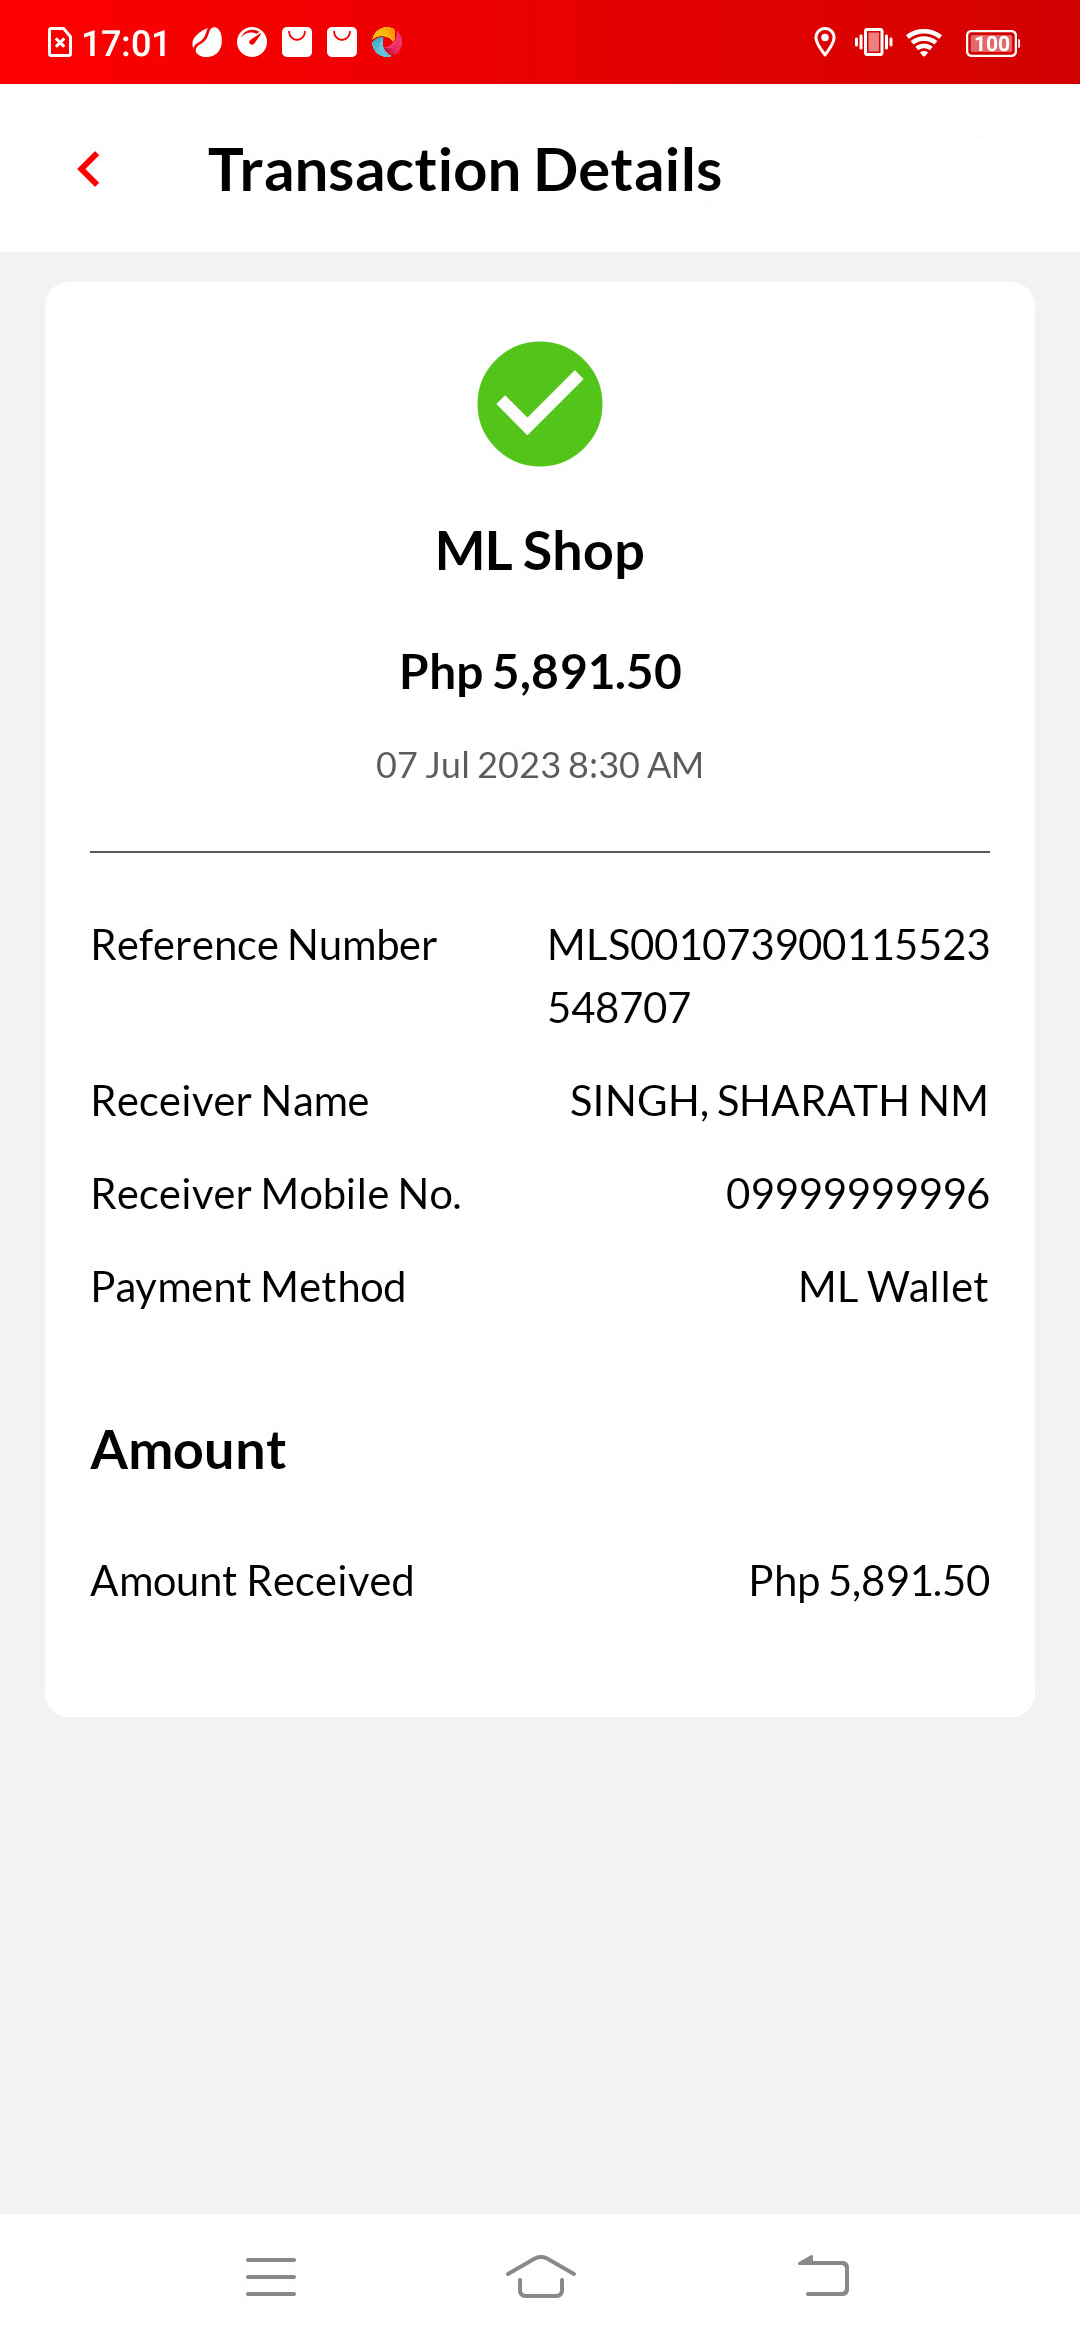 17:01
100
Transaction Details
ML Shop
Php 5,891.50
07 Jul 2023 8:30 AM
Reference Number MLS001073900115523
548707
Receiver Name SINGH, SHARATH NM
Receiver Mobile No. 09999999996
Payment Method ML Wallet
Amount
Amount Received Php 5,891.50